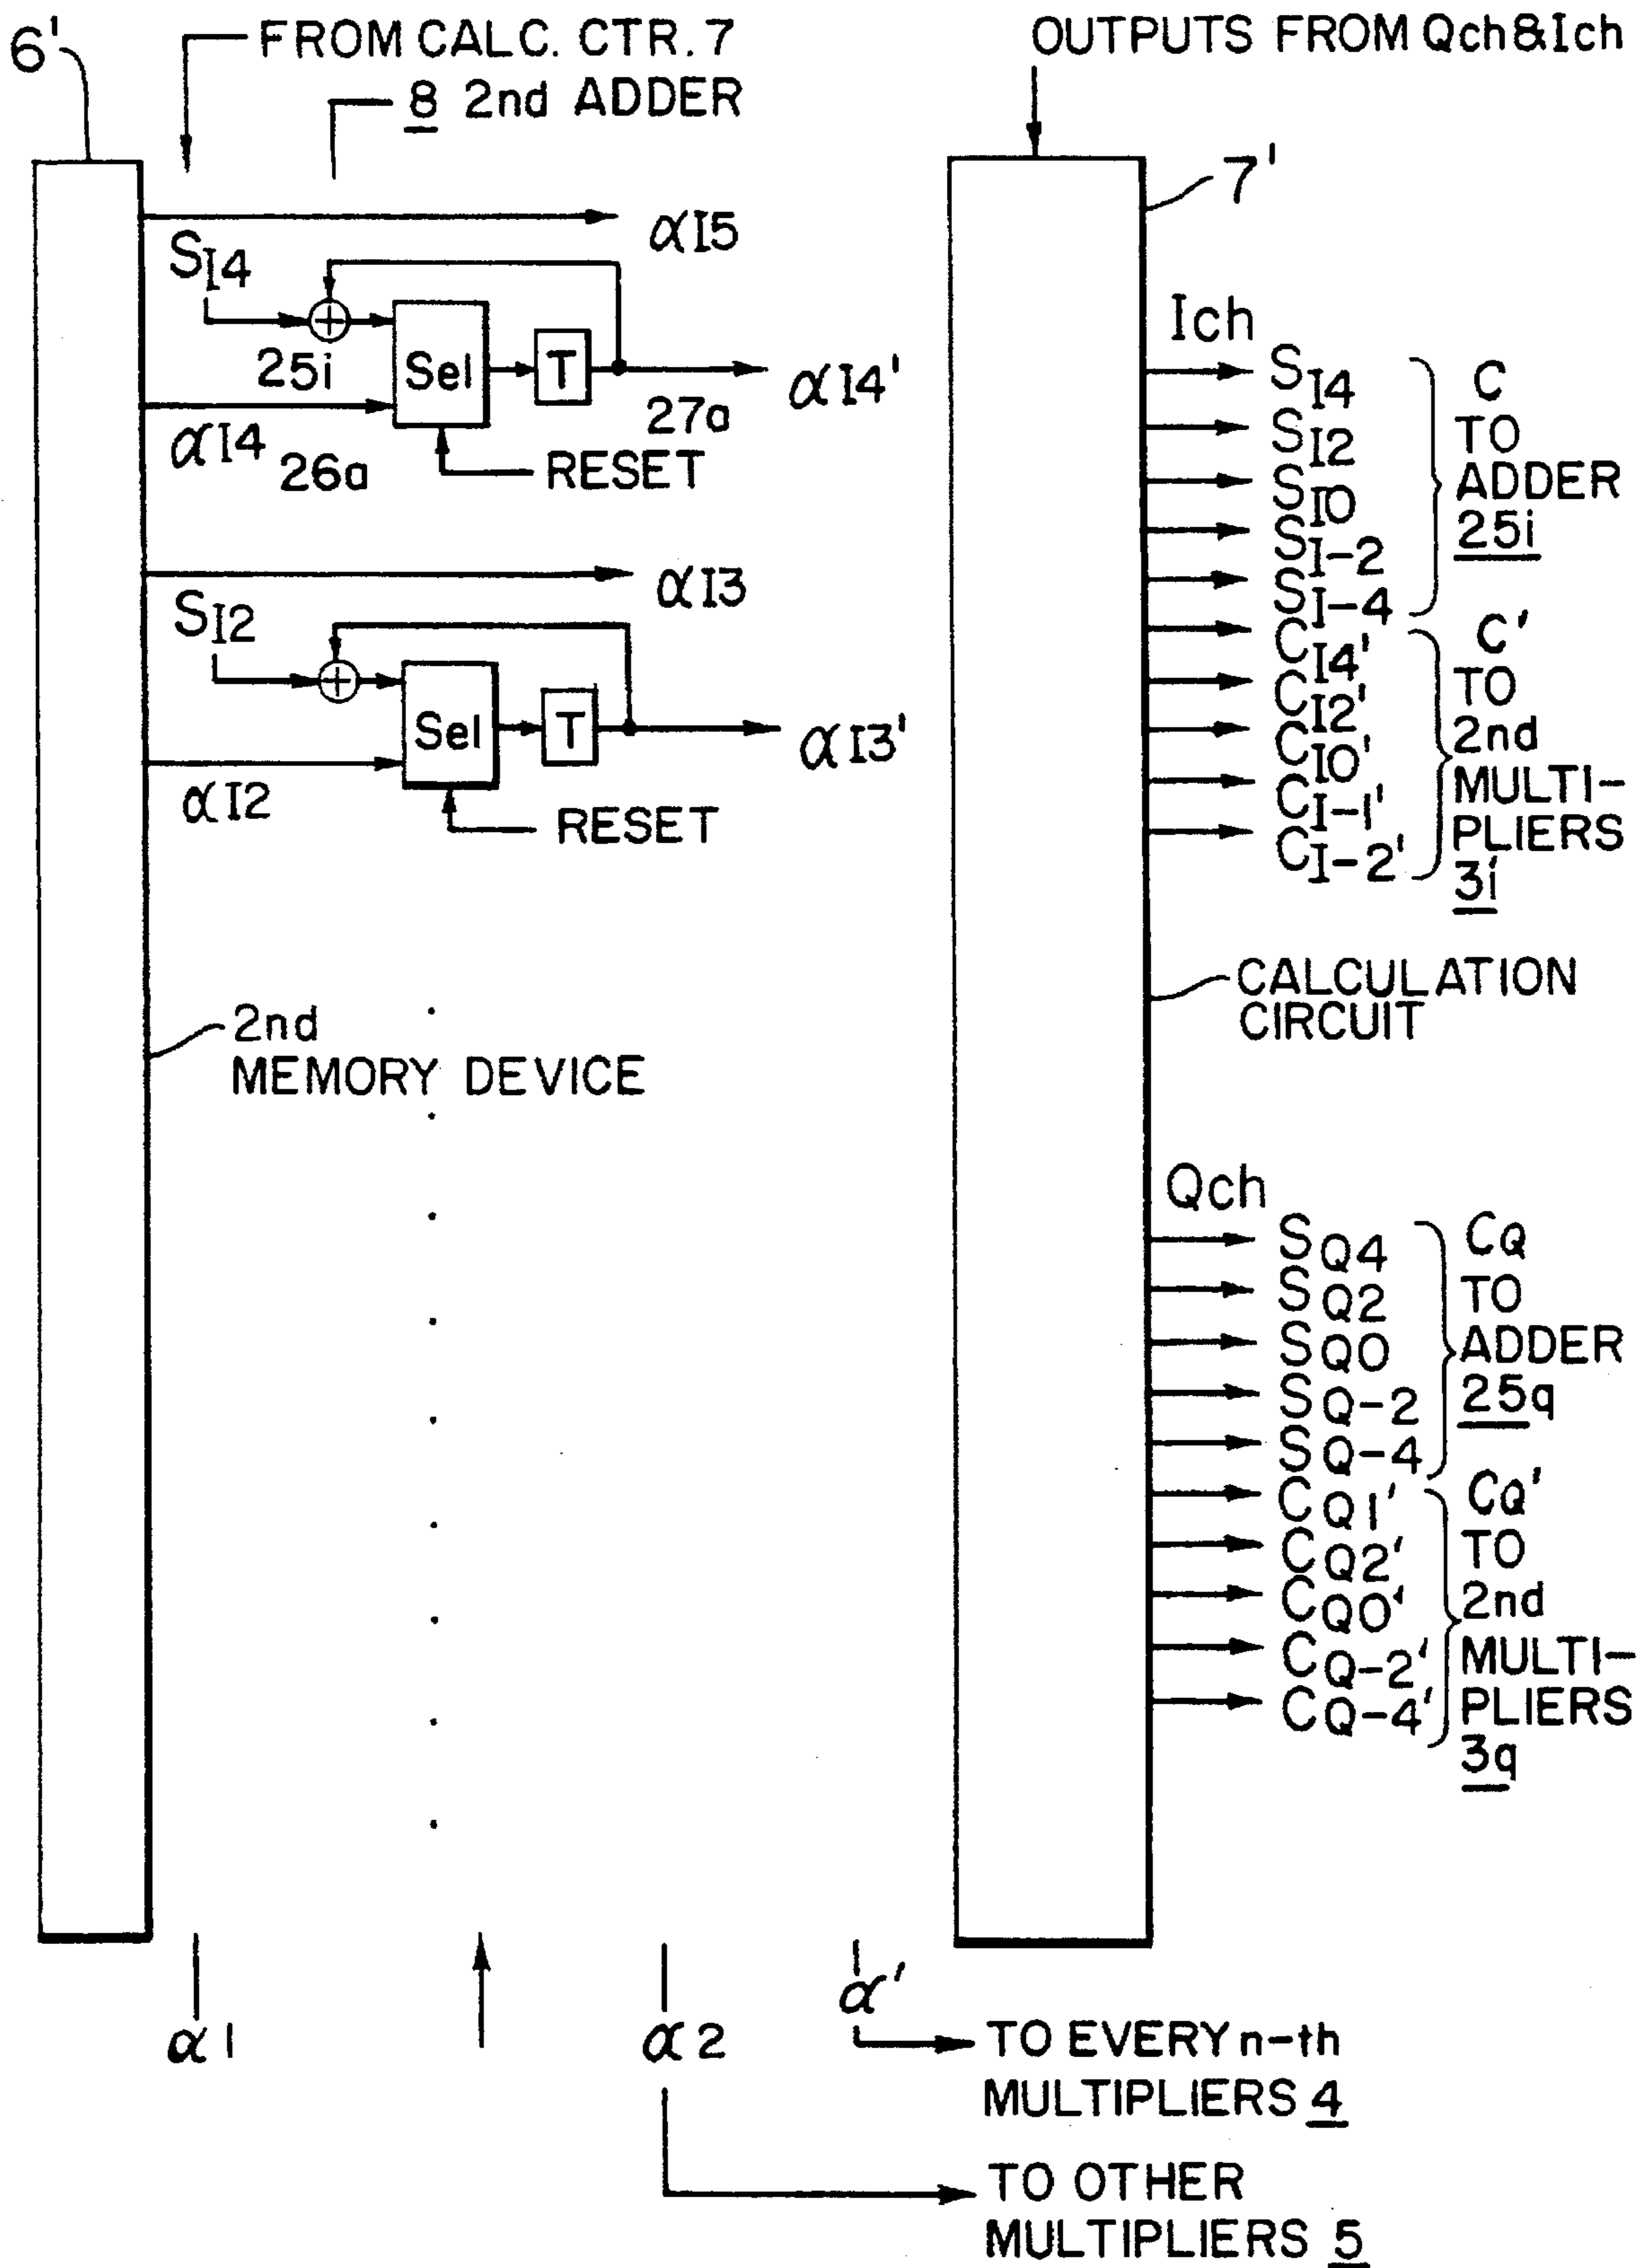 6'
FROM CALC. CTR. 7
8 2nd ADDER
OUTPUTS FROM Qch&Ich
7'
αI5
SI4
25i
Sel
T
αI4'
27a
αI4
26a
RESET
αI3
SI2
Sel
T
αI3'
αI2
RESET
2nd
MEMORY DEVICE
Ich
SI4
SI2
SI0
SI-2
SI-4
C
TO
ADDER
25i
CI4'
CI2'
CI0'
CI-1'
CI-2'
C'
TO
2nd
MULTI-
PLIERS
3i
CALCULATION
CIRCUIT
Qch
SQ4
SQ2
SQ0
SQ-2
SQ-4
CQ
TO
ADDER
25q
CQ1'
CQ2'
CQ0'
CQ-2'
CQ-4'
CQ'
TO
2nd
MULTI-
PLIERS
3q
α1
α2
α'
TO EVERY n-th
MULTIPLIERS 4
TO OTHER
MULTIPLIERS 5